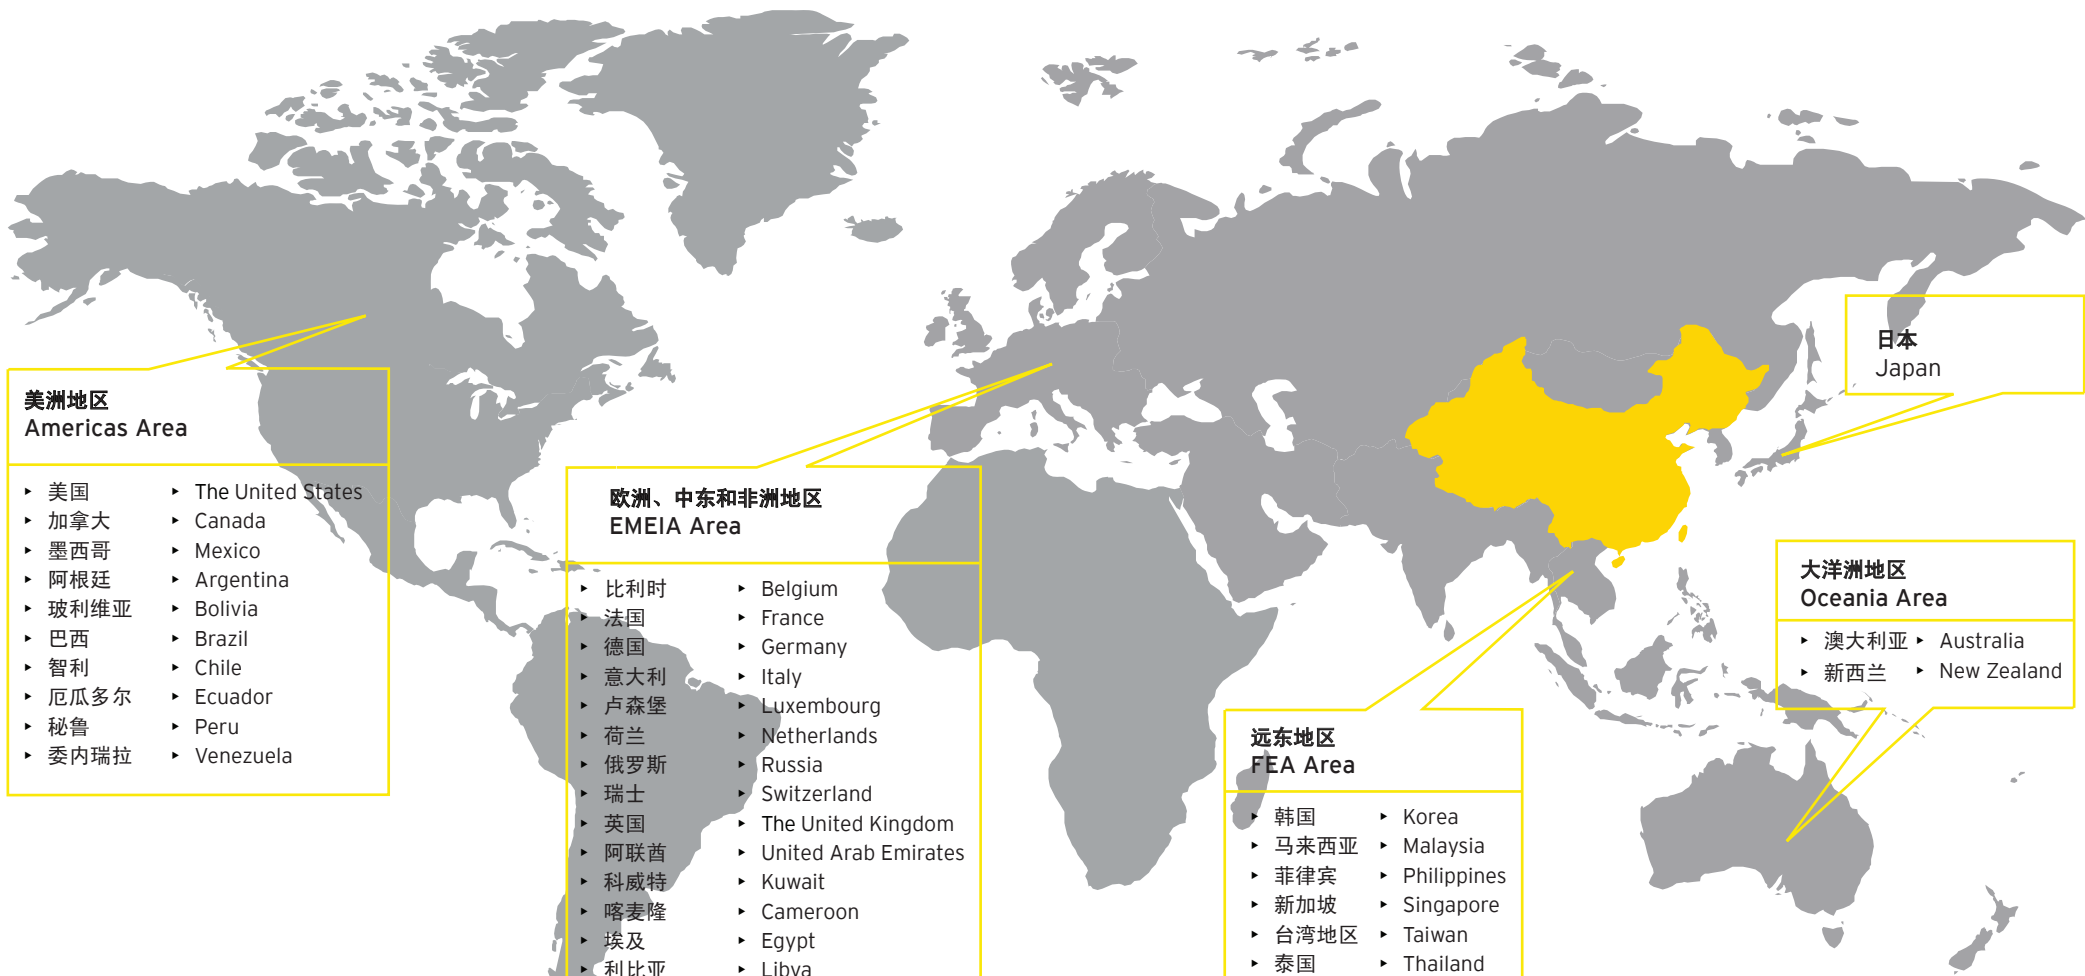 美洲地区
Americas Area
▸ 美国 ▸ The United States
▸ 加拿大 ▸ Canada
▸ 墨西哥 ▸ Mexico
▸ 阿根廷 ▸ Argentina
▸ 玻利维亚 ▸ Bolivia
▸ 巴西 ▸ Brazil
▸ 智利 ▸ Chile
▸ 厄瓜多尔 ▸ Ecuador
▸ 秘鲁 ▸ Peru
▸ 委内瑞拉 ▸ Venezuela
欧洲、中东和非洲地区
EMEIA Area
▸ 比利时 ▸ Belgium
▸ 法国 ▸ France
▸ 德国 ▸ Germany
▸ 意大利 ▸ Italy
▸ 卢森堡 ▸ Luxembourg
▸ 荷兰 ▸ Netherlands
▸ 俄罗斯 ▸ Russia
▸ 瑞士 ▸ Switzerland
▸ 英国 ▸ The United Kingdom
▸ 阿联酋 ▸ United Arab Emirates
▸ 科威特 ▸ Kuwait
▸ 喀麦隆 ▸ Cameroon
▸ 埃及 ▸ Egypt
▸ 利比亚 ▸ Libya
远东地区
FEA Area
▸ 韩国 ▸ Korea
▸ 马来西亚 ▸ Malaysia
▸ 菲律宾 ▸ Philippines
▸ 新加坡 ▸ Singapore
▸ 台湾地区 ▸ Taiwan
▸ 泰国 ▸ Thailand
日本
Japan
大洋洲地区
Oceania Area
▸ 澳大利亚 ▸ Australia
▸ 新西兰 ▸ New Zealand